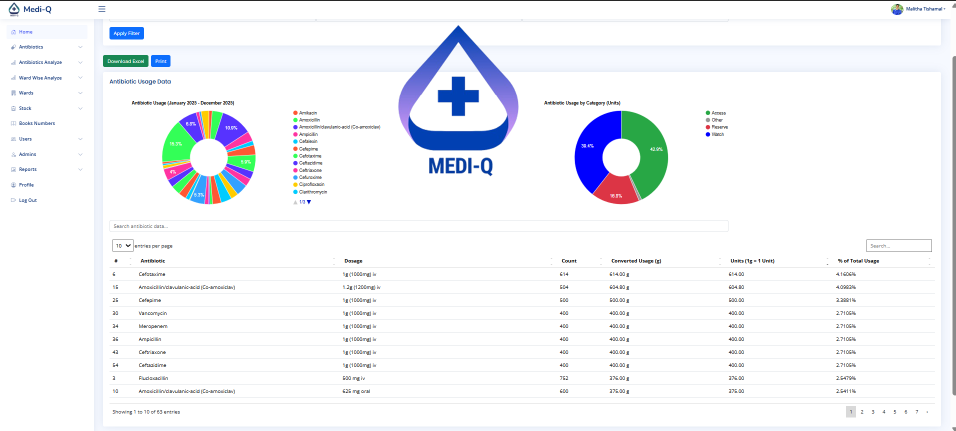 Medi-Q
Malitha Tishamal
Home
Antibiotics
Antibiotics Analyze
Ward Wise Analyze
Wards
Stock
Books Numbers
Users
Admins
Reports
Profile
Log Out
Apply Filter
Download Excel Print
Antibiotic Usage Data
Antibiotic Usage (January 2025 - December 2025)
10.9%
5.8%
16.3%
4%
Amikacin
Amoxicillin
Amoxicillin/clavulanic-acid (Co-amoxiclav)
Ampicillin
Cefalexin
Cefepime
Cefotaxime
Ceftazidime
Ceftriaxone
Cefuroxime
Ciprofloxacin
Clarithromycin
1/3
MEDI-Q
Antibiotic Usage by Category (Units)
42.9%
16.8%
Access
Other
Reserve
Watch
Search antibiotic data...
10 entries per page
Search...
# Antibiotic Dosage Count Converted Usage (g) Units (1g = 1 Unit) % of Total Usage
6 Cefotaxime 1g (1000mg) iv 614 614.00 g 614.00 4.1606%
15 Amoxicillin/clavulanic-acid (Co-amoxiclav) 1.2g (1200mg) iv 504 604.80 g 604.80 4.0983%
25 Cefepime 1g (1000mg) iv 500 500.00 g 500.00 3.3881%
30 Vancomycin 1g (1000mg) iv 400 400.00 g 400.00 2.7105%
34 Meropenem 1g (1000mg) iv 400 400.00 g 400.00 2.7105%
36 Ampicillin 1g (1000mg) iv 400 400.00 g 400.00 2.7105%
43 Ceftriaxone 1g (1000mg) iv 400 400.00 g 400.00 2.7105%
54 Ceftazidime 1g (1000mg) iv 400 400.00 g 400.00 2.7105%
3 Flucloxacillin 500 mg iv 752 376.00 g 376.00 2.5479%
10 Amoxicillin/clavulanic-acid (Co-amoxiclav) 625 mg oral 600 375.00 g 375.00 2.5411%
Showing 1 to 10 of 63 entries
1 2 3 4 5 6 7 ›